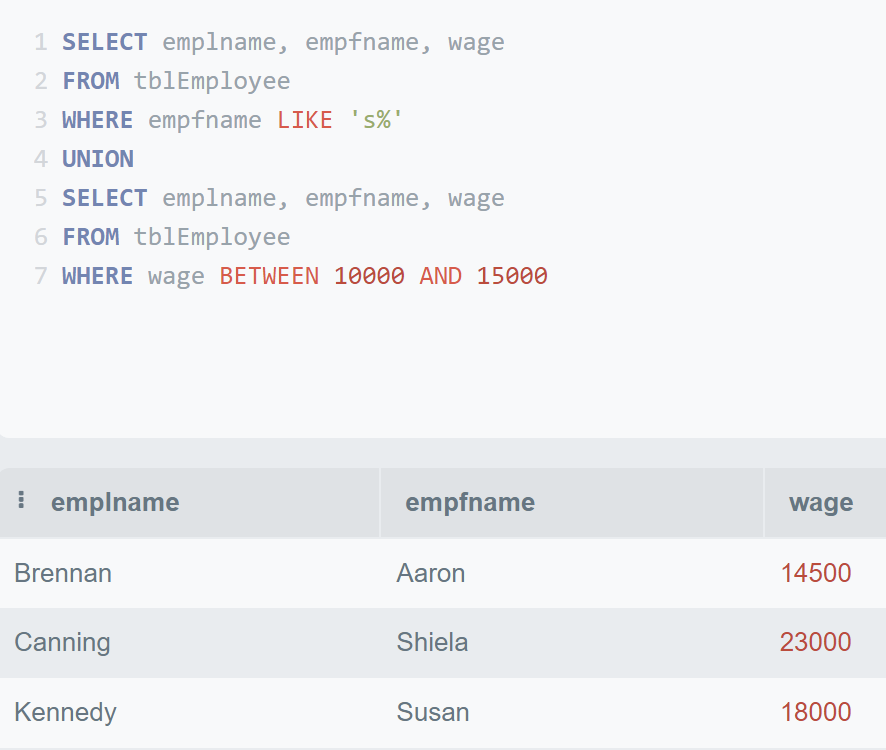 1 SELECT emplname, empfname, wage
2 FROM tblEmployee
3 WHERE empfname LIKE 's%'
4 UNION
5 SELECT emplname, empfname, wage
6 FROM tblEmployee
7 WHERE wage BETWEEN 10000 AND 15000
emplname empfname wage
Brennan Aaron 14500
Canning Shiela 23000
Kennedy Susan 18000